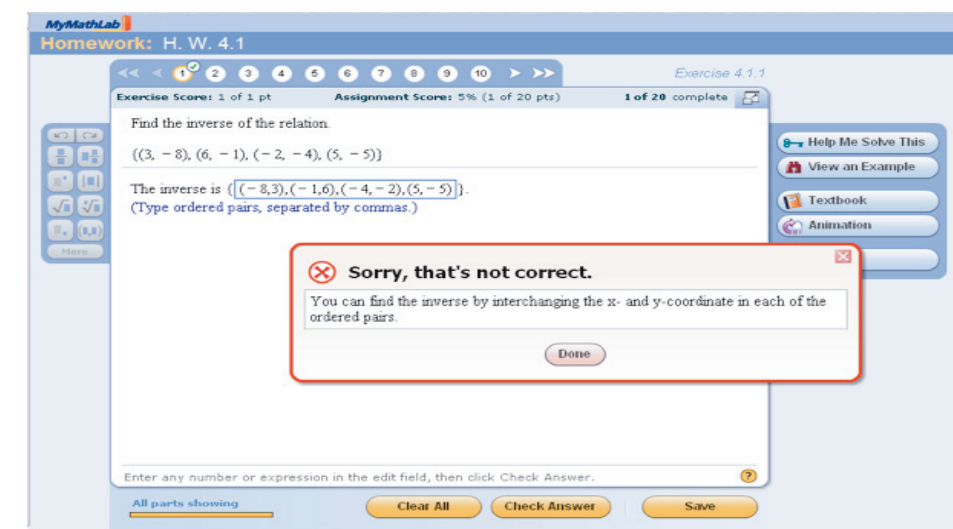 MyMathLab
Homework: H. W. 4.1
<< < 1 2 3 4 5 6 7 8 9 10 > >>
Exercise 4.1.1
Exercise Score: 1 of 1 pt Assignment Score: 5% (1 of 20 pts) 1 of 20 complete
Find the inverse of the relation.
{(3, − 8), (6, − 1), (− 2, − 4), (5, − 5)}
The inverse is { (− 8,3),(− 1,6),(− 4,− 2),(5,− 5) }.
(Type ordered pairs, separated by commas.)
More
Help Me Solve This
View an Example
Textbook
Animation
Sorry, that's not correct.
You can find the inverse by interchanging the x- and y-coordinate in each of the
ordered pairs.
Done
Enter any number or expression in the edit field, then click Check Answer.
?
All parts showing
Clear All
Check Answer
Save